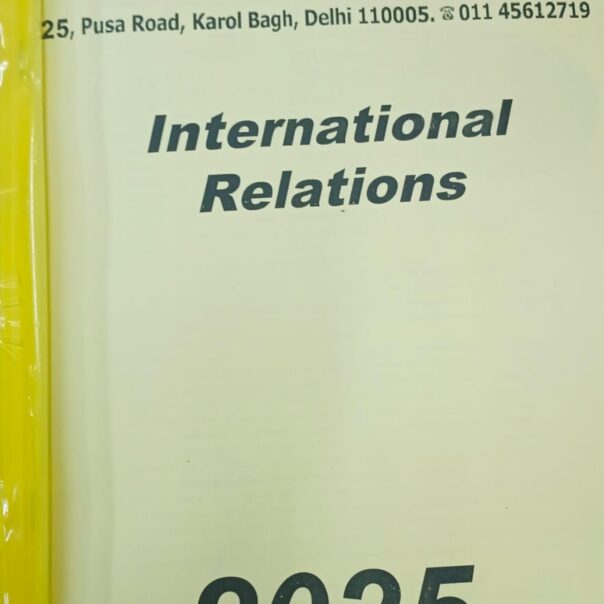 25, Pusa Road, Karol Bagh, Delhi 110005. ☎ 011 45612719
International
Relations
2025